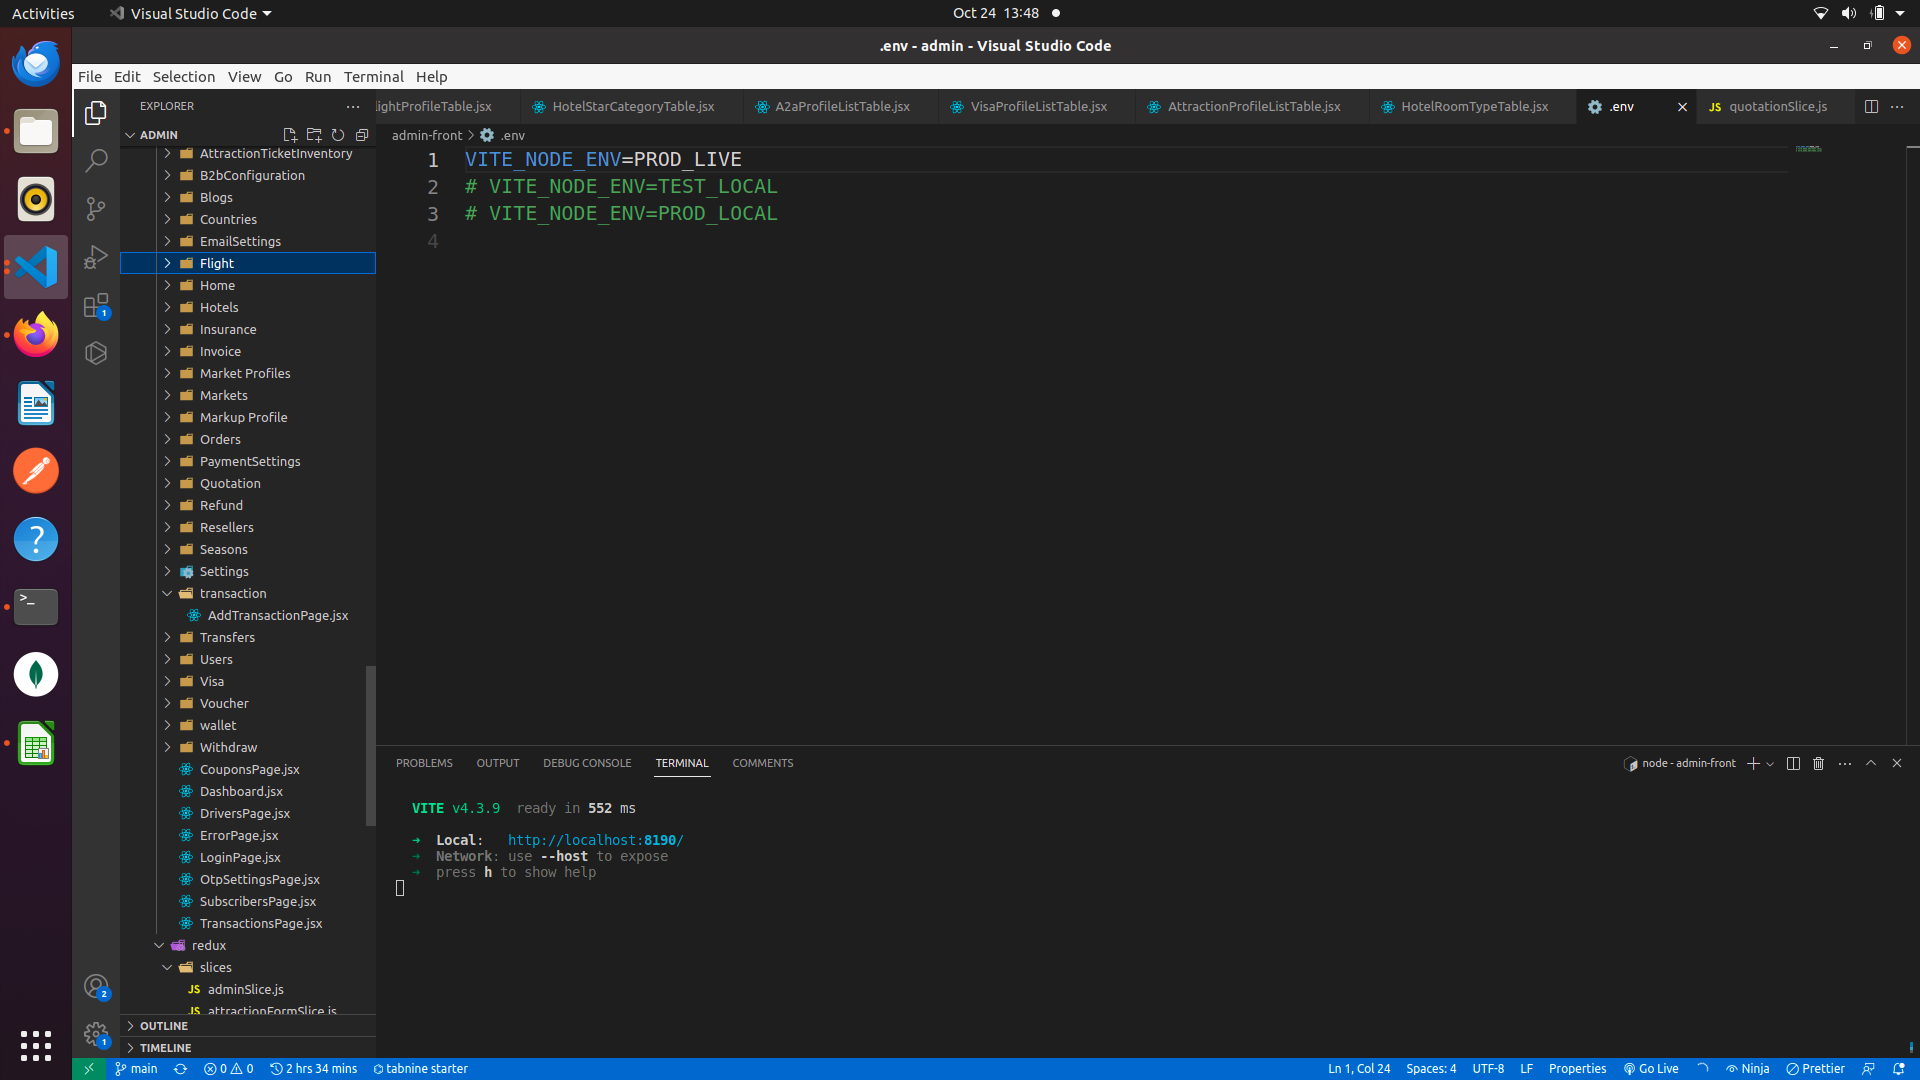 Activities
Visual Studio Code
Oct 24 13:48
.env - admin - Visual Studio Code
File Edit Selection View Go Run Terminal Help
EXPLORER
ADMIN
AttractionTicketInventory
B2bConfiguration
Blogs
Countries
EmailSettings
Flight
Home
Hotels
Insurance
Invoice
Market Profiles
Markets
Markup Profile
Orders
PaymentSettings
Quotation
Refund
Resellers
Seasons
Settings
transaction
AddTransactionPage.jsx
Transfers
Users
Visa
Voucher
wallet
Withdraw
CouponsPage.jsx
Dashboard.jsx
DriversPage.jsx
ErrorPage.jsx
LoginPage.jsx
OtpSettingsPage.jsx
SubscribersPage.jsx
TransactionsPage.jsx
redux
slices
JS adminSlice.js
JS attractionFormSlice.js
OUTLINE
TIMELINE
lightProfileTable.jsx HotelStarCategoryTable.jsx A2aProfileListTable.jsx VisaProfileListTable.jsx AttractionProfileListTable.jsx HotelRoomTypeTable.jsx .env JS quotationSlice.js
admin-front > .env
1 VITE_NODE_ENV=PROD_LIVE
2 # VITE_NODE_ENV=TEST_LOCAL
3 # VITE_NODE_ENV=PROD_LOCAL
4
PROBLEMS OUTPUT DEBUG CONSOLE TERMINAL COMMENTS
node - admin-front
VITE v4.3.9 ready in 552 ms
➜ Local: http://localhost:8190/
➜ Network: use --host to expose
➜ press h to show help
1
2
1
main 0 0 2 hrs 34 mins tabnine starter
Ln 1, Col 24 Spaces: 4 UTF-8 LF Properties Go Live Ninja Prettier